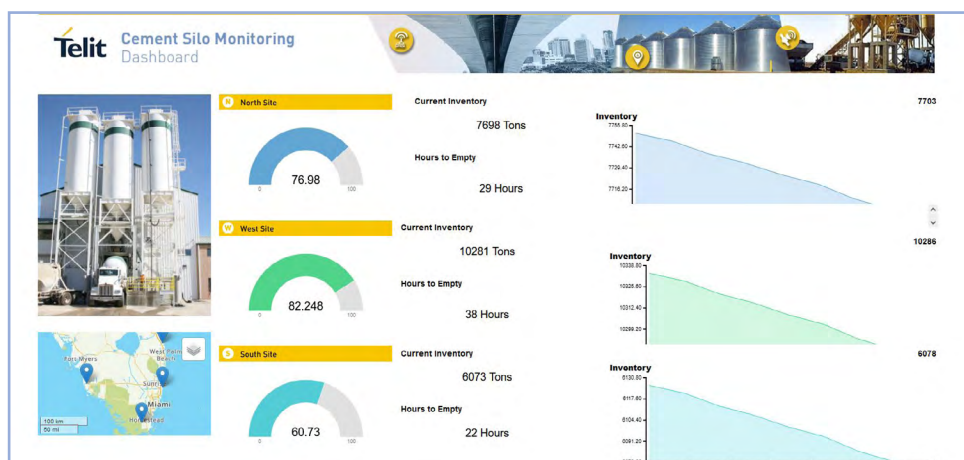 Telit
Cement Silo Monitoring
Dashboard
N North Site
76.98
0
100
Current Inventory
7698 Tons
Hours to Empty
29 Hours
7703
Inventory
7755.80
7742.60
7729.40
7716.20
W West Site
82.248
0
100
Current Inventory
10281 Tons
Hours to Empty
38 Hours
10286
Inventory
10338.80
10325.60
10312.40
10299.20
S South Site
60.73
0
100
Current Inventory
6073 Tons
Hours to Empty
22 Hours
6078
Inventory
6130.80
6117.60
6104.40
6091.20
Fort Myers
West Palm
Beach
Sunrise
Miami
Homestead
100 km
50 mi